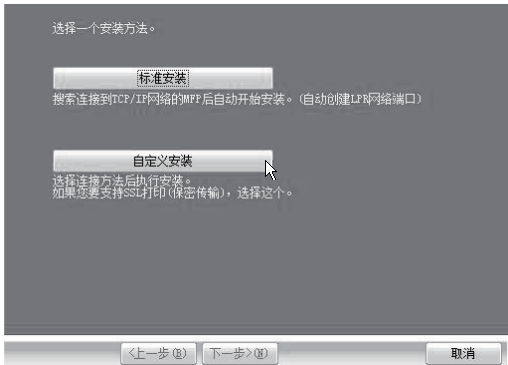 选择一个安装方法。
标准安装
搜索连接到TCP/IP网络的MFP后自动开始安装。(自动创建LPR网络端口)
自定义安装
选择连接方法后执行安装。
如果您要支持SSL打印(保密传输)，选择这个。
<上一步(B) 下一步>(N) 取消